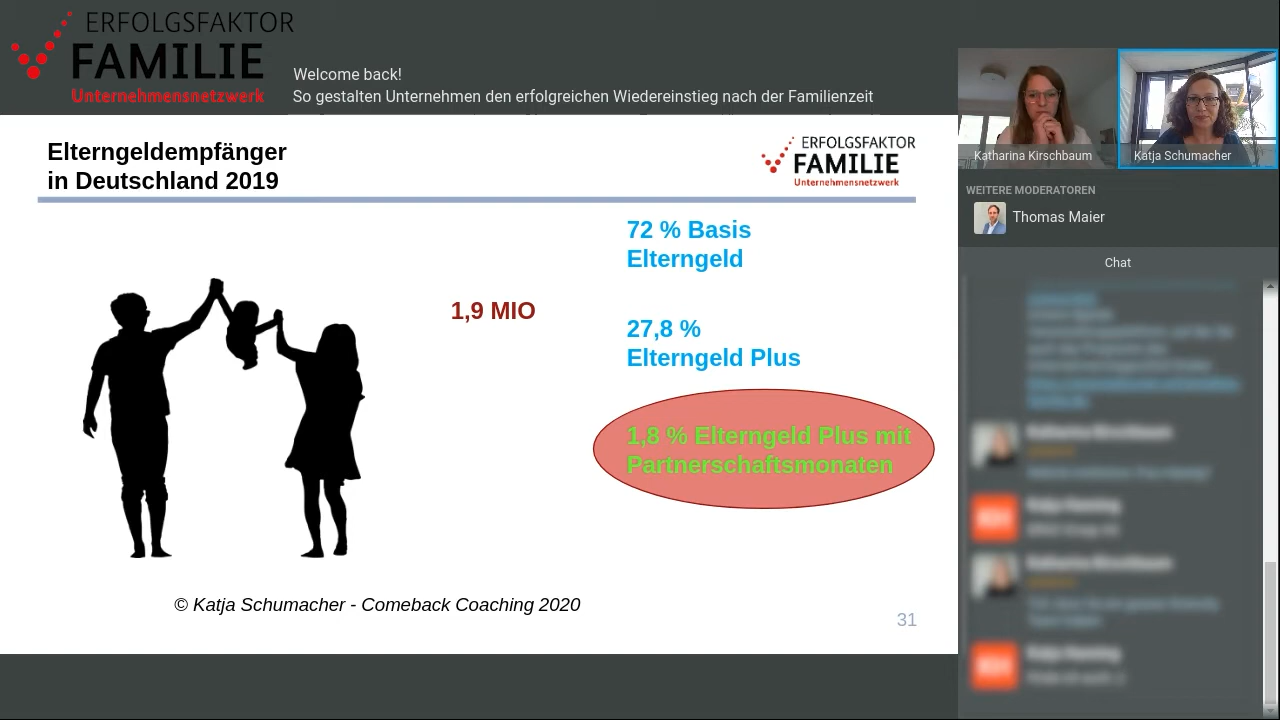 ERFOLGSFAKTOR
FAMILIE
Unternehmensnetzwerk
Welcome back!
So gestalten Unternehmen den erfolgreichen Wiedereinstieg nach der Familienzeit
Elterngeldempfänger
in Deutschland 2019
ERFOLGSFAKTOR
FAMILIE
Unternehmensnetzwerk
72 % Basis
Elterngeld
1,9 MIO
27,8 %
Elterngeld Plus
1,8 % Elterngeld Plus mit
Partnerschaftsmonaten
© Katja Schumacher - Comeback Coaching 2020
31
Katharina Kirschbaum
Katja Schumacher
WEITERE MODERATOREN
Thomas Maier
Chat